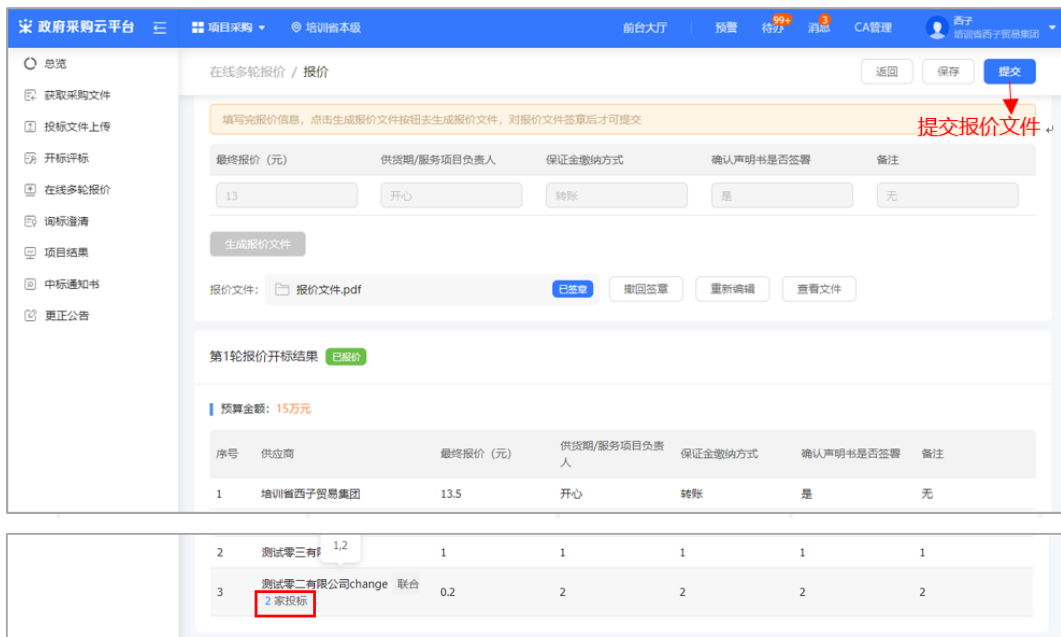 政府采购云平台 项目采购 培训省本级 前台大厅 预警 待办 99+ 消息 3 CA管理 西子
培训省西子贸易集团
总览
获取采购文件
投标文件上传
开标评标
在线多轮报价
询标澄清
项目结果
中标通知书
更正公告
在线多轮报价 / 报价 返回 保存 提交
填写完报价信息，点击生成报价文件按钮去生成报价文件，对报价文件签章后才可提交
提交报价文件
最终报价（元） 供货期/服务项目负责人 保证金缴纳方式 确认声明书是否签署 备注
13 开心 转账 是 无
生成报价文件
报价文件： 报价文件.pdf 已签章 撤回签章 重新编辑 查看文件
第1轮报价开标结果 已报价
预算金额： 15万元
序号 供应商 最终报价（元） 供货期/服务项目负责人 保证金缴纳方式 确认声明书是否签署 备注
1 培训省西子贸易集团 13.5 开心 转账 是 无
1,2
2 测试零三有 1 1 1 1 1
3 测试零二有限公司change 联合 0.2 2 2 2 2
2 家投标